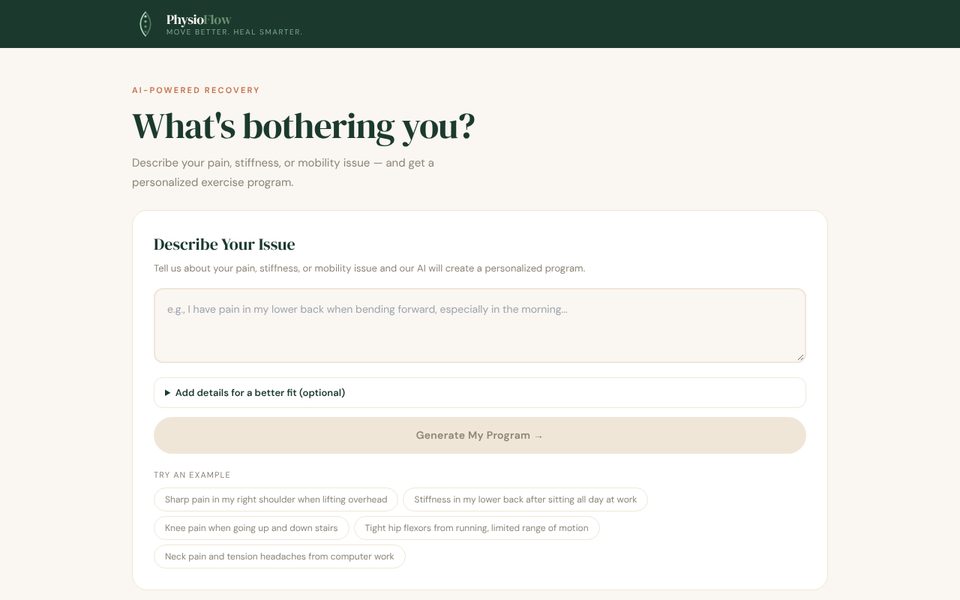 PhysioFlow
MOVE BETTER. HEAL SMARTER.
AI-POWERED RECOVERY
What's bothering you?
Describe your pain, stiffness, or mobility issue — and get a
personalized exercise program.
Describe Your Issue
Tell us about your pain, stiffness, or mobility issue and our AI will create a personalized program.
e.g., I have pain in my lower back when bending forward, especially in the morning...
▶ Add details for a better fit (optional)
Generate My Program →
TRY AN EXAMPLE
Sharp pain in my right shoulder when lifting overhead
Stiffness in my lower back after sitting all day at work
Knee pain when going up and down stairs
Tight hip flexors from running, limited range of motion
Neck pain and tension headaches from computer work